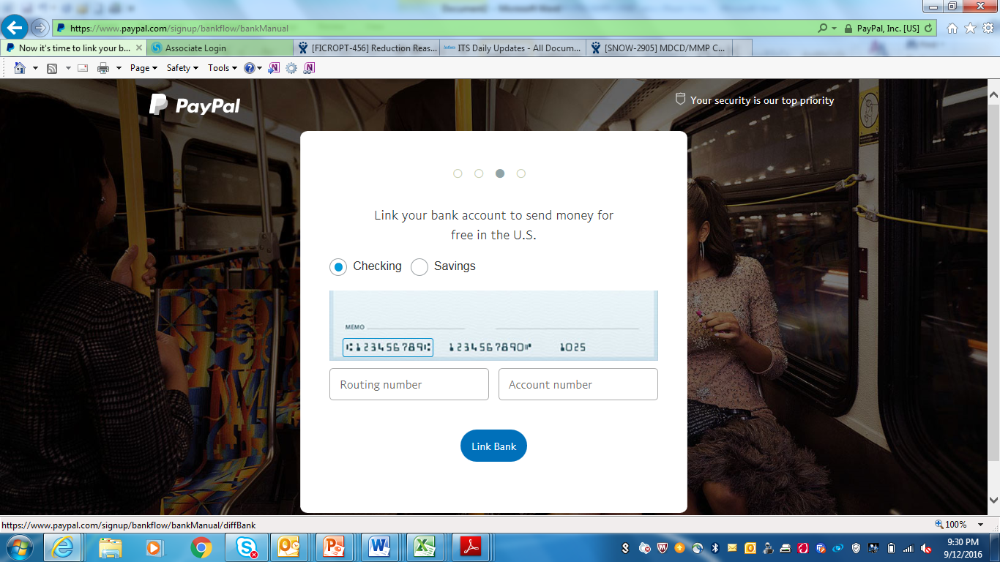 https://www.paypal.com/signup/bankflow/bankManual
PayPal, Inc. [US]
Now it's time to link your b...
Associate Login
[FICROPT-456] Reduction Reas...
ITS Daily Updates - All Docum...
[SNOW-2905] MDCD/MMP C...
Page
Safety
Tools
PayPal
Your security is our top priority
Link your bank account to send money for
free in the U.S.
Checking
Savings
MEMO
⑆123456789⑆ 1234567890⑈ 1025
Routing number
Account number
Link Bank
https://www.paypal.com/signup/bankflow/bankManual/diffBank
100%
9:30 PM
9/12/2016